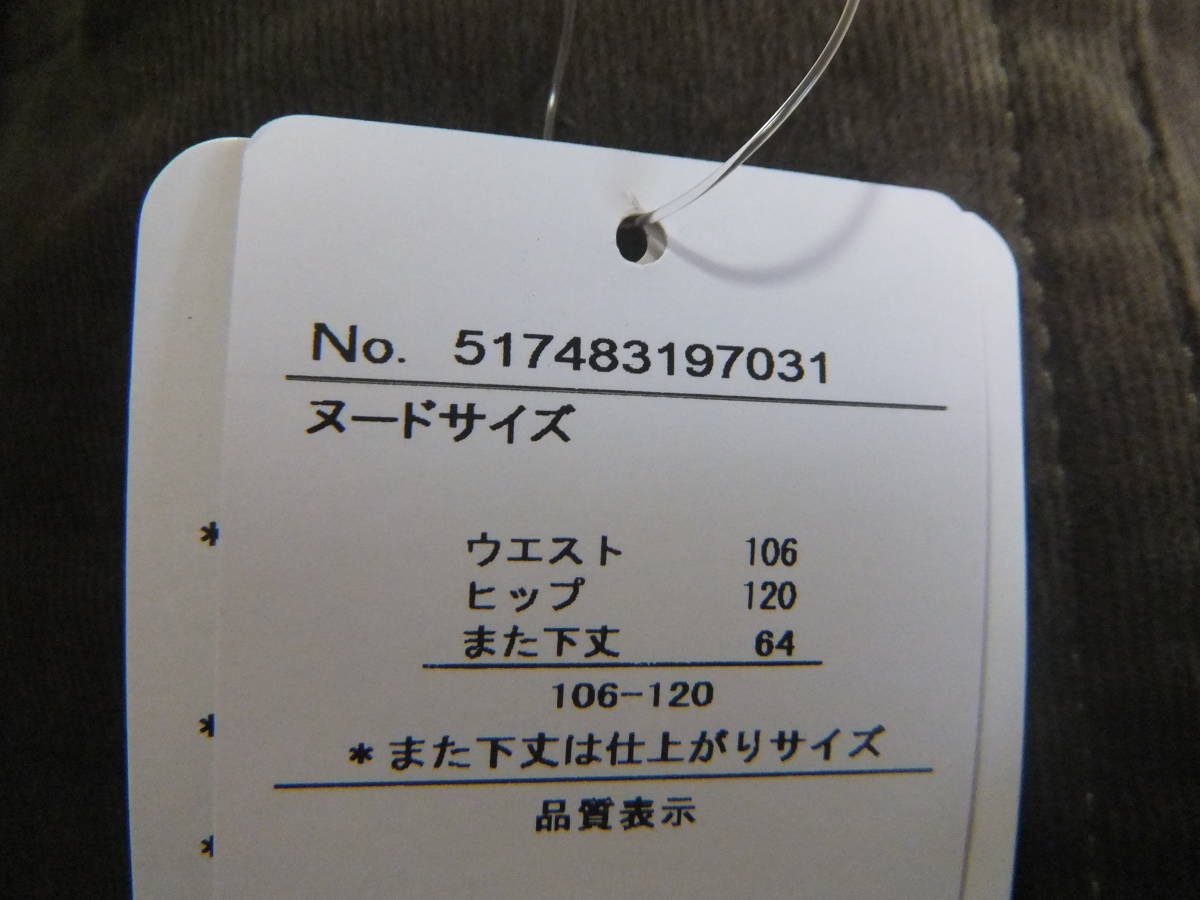 No. 517483197031
ヌードサイズ
ウエスト 106
ヒップ 120
また下丈 64
106-120
* また下丈は仕上がりサイズ
品質表示
*
*
*